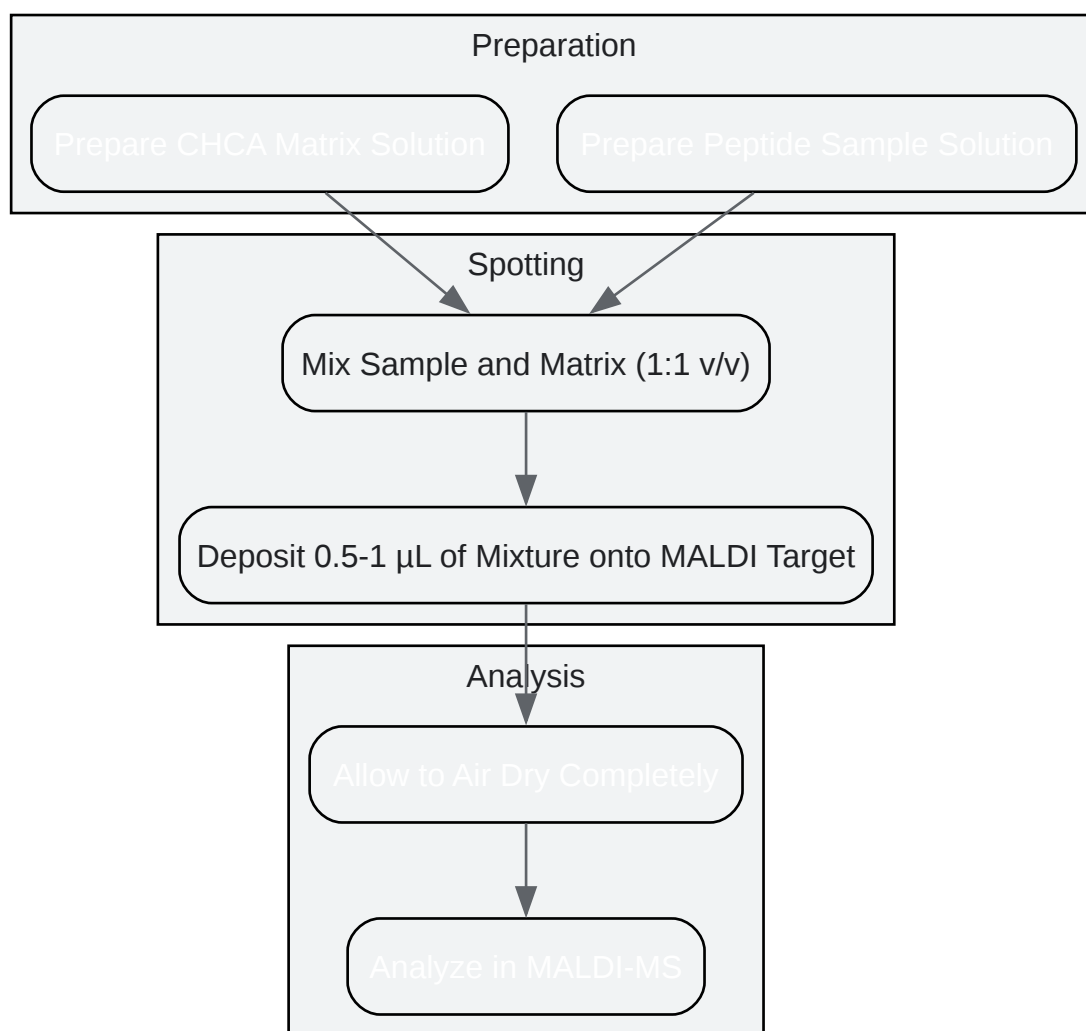 Preparation
Prepare CHCA Matrix Solution
Prepare Peptide Sample Solution
Spotting
Mix Sample and Matrix (1:1 v/v)
Deposit 0.5-1 µL of Mixture onto MALDI Target
Analysis
Allow to Air Dry Completely
Analyze in MALDI-MS